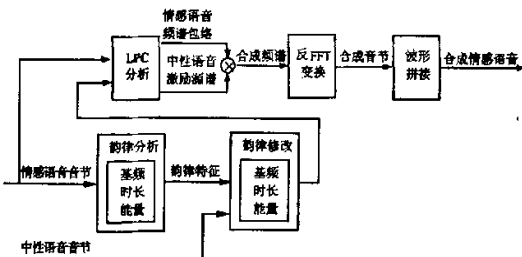 情感语音
频谱包络
LPC
分析
中性语音
激励频谱
合成频谱
反FFT
变换
合成音节
波形
拼接
合成情感语音
韵律分析
基频
时长
能量
情感语音音节
韵律特征
韵律修改
基频
时长
能量
中性语音音节